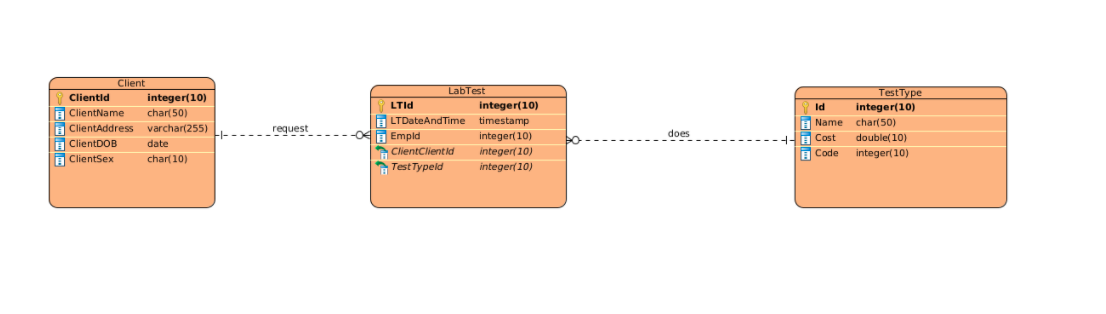 Client
ClientId integer(10)
ClientName char(50)
ClientAddress varchar(255)
ClientDOB date
ClientSex char(10)
request
LabTest
LTId integer(10)
LTDateAndTime timestamp
EmpId integer(10)
ClientClientId integer(10)
TestTypeId integer(10)
does
TestType
Id integer(10)
Name char(50)
Cost double(10)
Code integer(10)